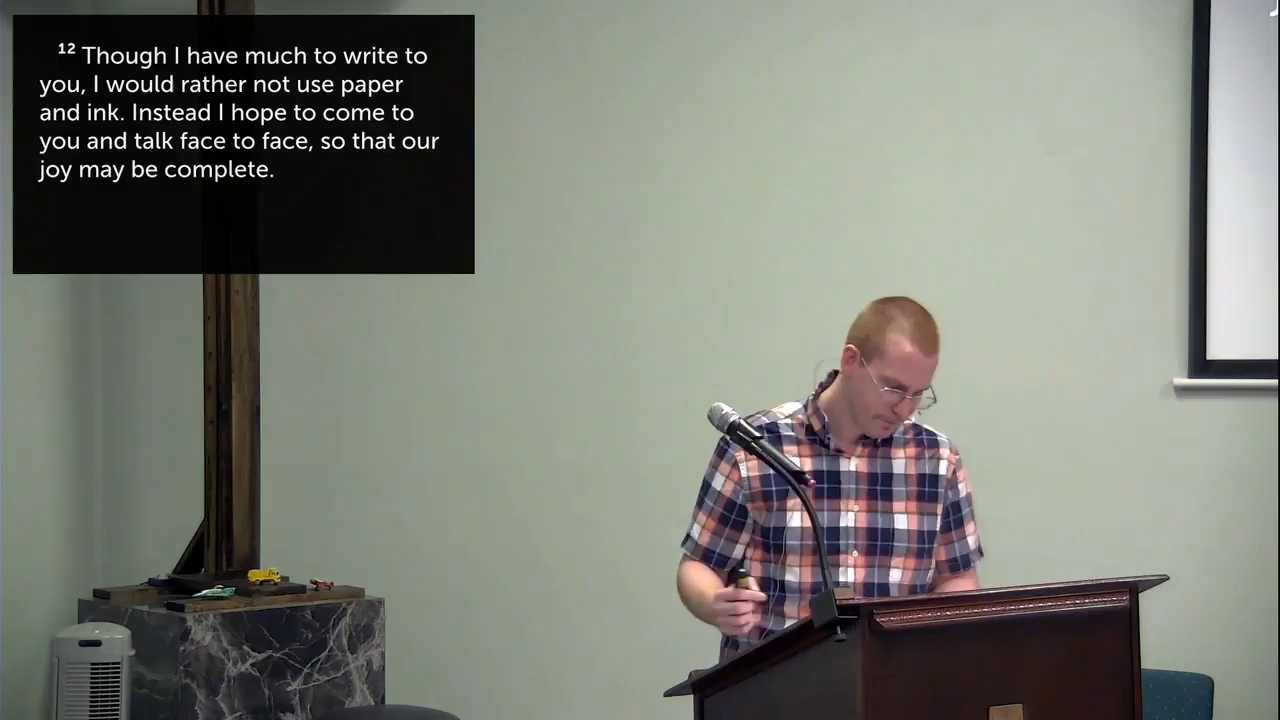 ¹² Though I have much to write to
you, I would rather not use paper
and ink. Instead I hope to come to
you and talk face to face, so that our
joy may be complete.